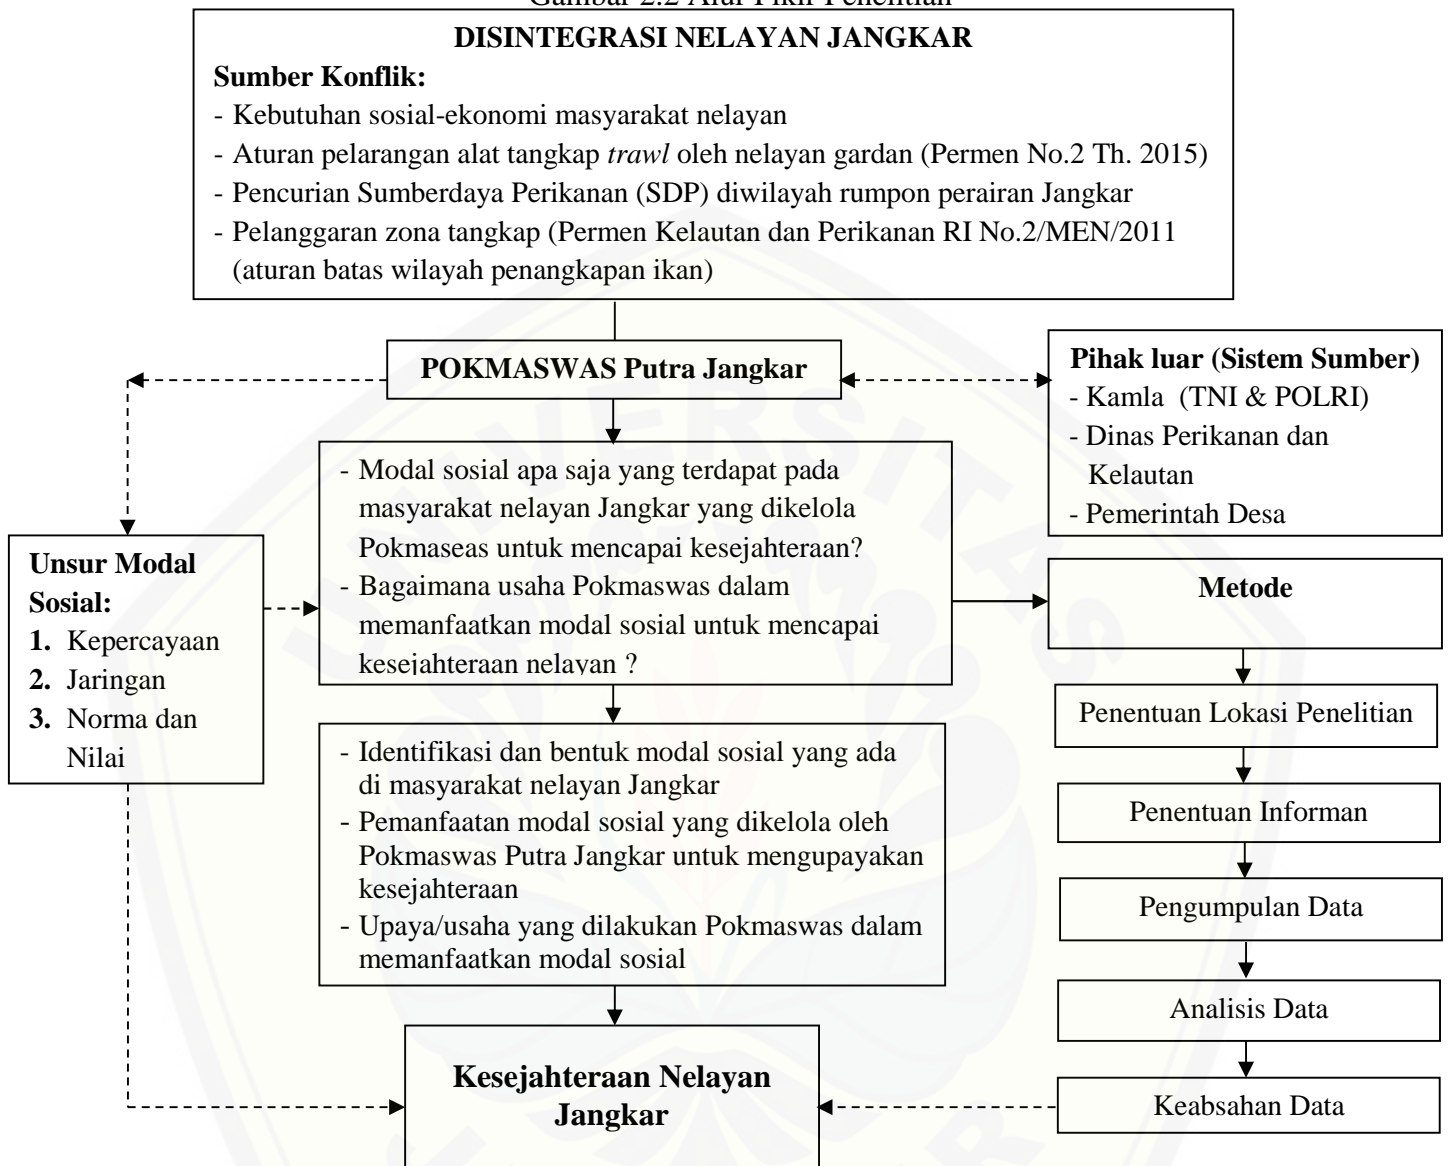 Gambar 2.2 Alur Pikir Penelitian
DISINTEGRASI NELAYAN JANGKAR
Sumber Konflik:
- Kebutuhan sosial-ekonomi masyarakat nelayan
- Aturan pelarangan alat tangkap trawl oleh nelayan gardan (Permen No.2 Th. 2015)
- Pencurian Sumberdaya Perikanan (SDP) diwilayah rumpon perairan Jangkar
- Pelanggaran zona tangkap (Permen Kelautan dan Perikanan RI No.2/MEN/2011
(aturan batas wilayah penangkapan ikan)
POKMASWAS Putra Jangkar
Pihak luar (Sistem Sumber)
- Kamla (TNI & POLRI)
- Dinas Perikanan dan
Kelautan
- Pemerintah Desa
- Modal sosial apa saja yang terdapat pada
masyarakat nelayan Jangkar yang dikelola
Pokmaseas untuk mencapai kesejahteraan?
- Bagaimana usaha Pokmaswas dalam
memanfaatkan modal sosial untuk mencapai
kesejahteraan nelayan ?
Unsur Modal
Sosial:
1. Kepercayaan
2. Jaringan
3. Norma dan
Nilai
Metode
Penentuan Lokasi Penelitian
Penentuan Informan
Pengumpulan Data
Analisis Data
Keabsahan Data
- Identifikasi dan bentuk modal sosial yang ada
di masyarakat nelayan Jangkar
- Pemanfaatan modal sosial yang dikelola oleh
Pokmaswas Putra Jangkar untuk mengupayakan
kesejahteraan
- Upaya/usaha yang dilakukan Pokmaswas dalam
memanfaatkan modal sosial
Kesejahteraan Nelayan
Jangkar
UNIVERSITAS